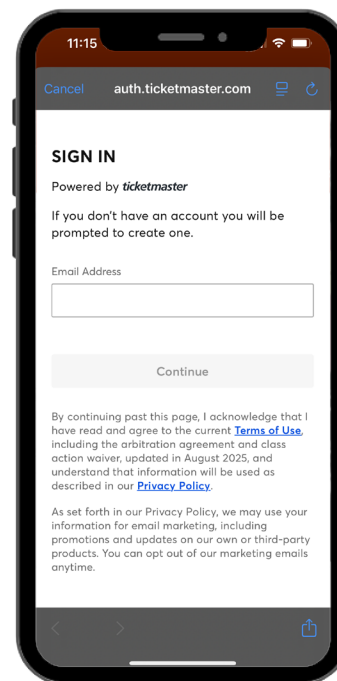 11:15
Cancel auth.ticketmaster.com
SIGN IN
Powered by ticketmaster
If you don't have an account you will be
prompted to create one.
Email Address
Continue
By continuing past this page, I acknowledge that I
have read and agree to the current Terms of Use,
including the arbitration agreement and class
action waiver, updated in August 2025, and
understand that information will be used as
described in our Privacy Policy.
As set forth in our Privacy Policy, we may use your
information for email marketing, including
promotions and updates on our own or third-party
products. You can opt out of our marketing emails
anytime.